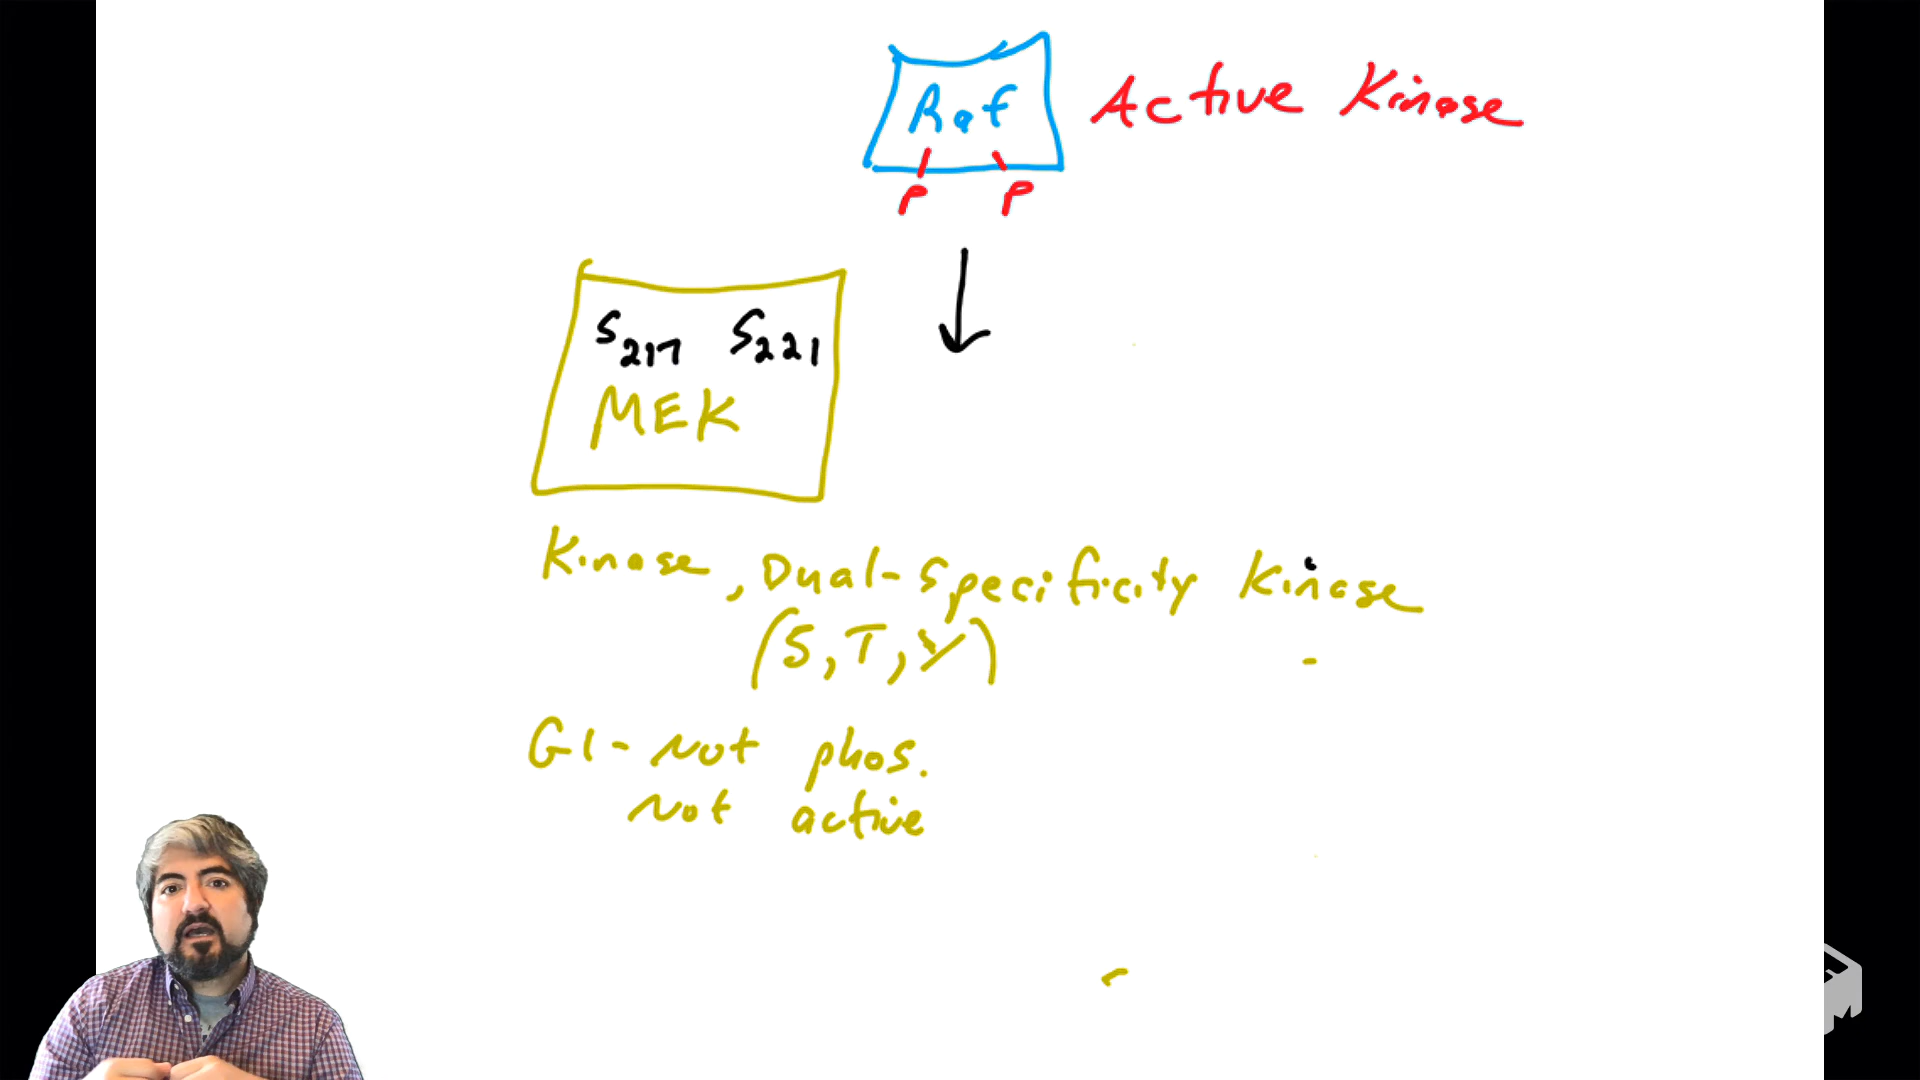 Raf Active Kinase
P P
S217 S221
MEK
Kinase, Dual-Specificity Kinase
(S, T, Y)
G1 - Not phos.
Not active